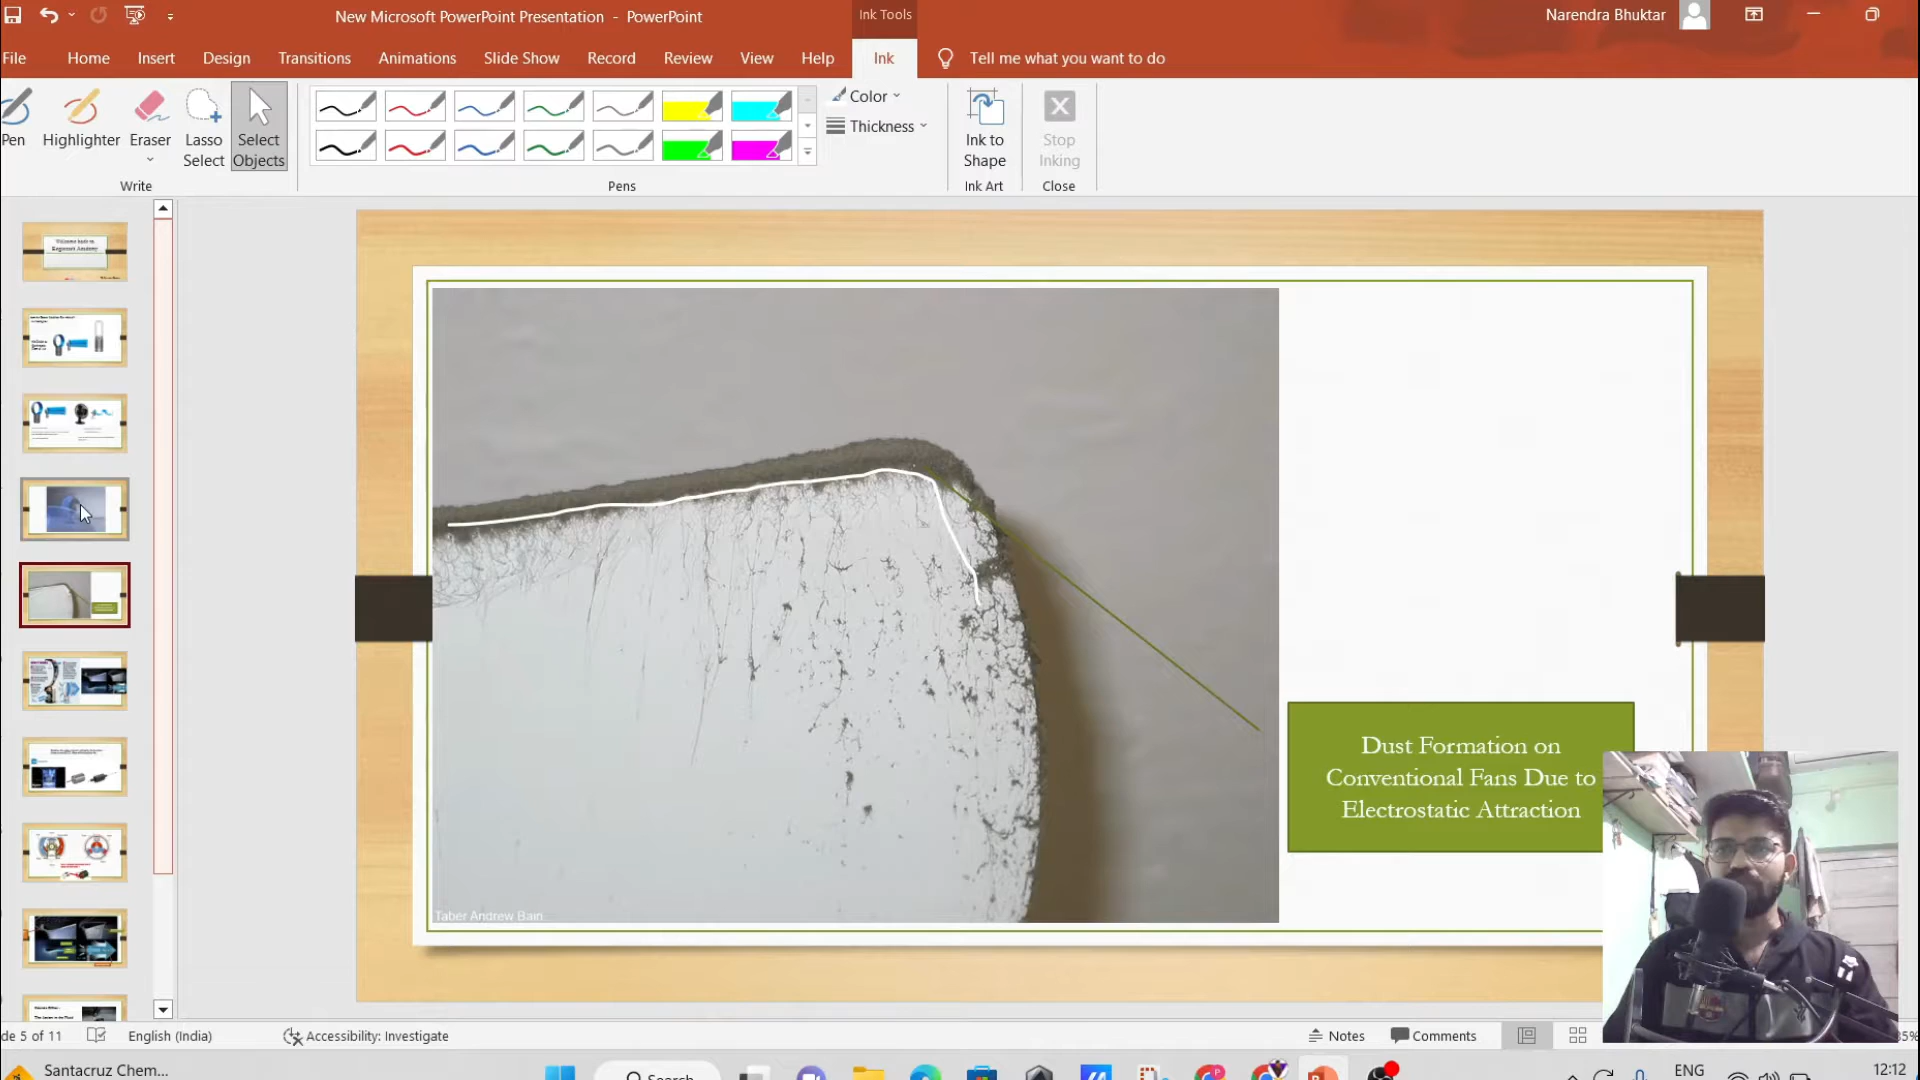 New Microsoft PowerPoint Presentation - PowerPoint
Ink Tools
Narendra Bhuktar
File Home Insert Design Transitions Animations Slide Show Record Review View Help Ink Tell me what you want to do
Pen
Highlighter
Eraser
Lasso
Select
Select
Objects
Color
Thickness
Ink to
Shape
Stop
Inking
Write
Pens
Ink Art
Close
Taber Andrew Bain
Dust Formation on
Conventional Fans Due to
Electrostatic Attraction
de 5 of 11
English (India)
Accessibility: Investigate
Notes
Comments
Santacruz Chem...
Search
ENG
12:12